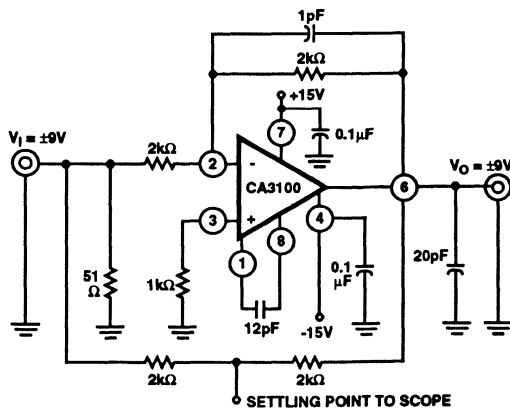 1pF
2kΩ
+15V
7
0.1μF
V_I = ±9V
2kΩ
2
-
CA3100
6
V_O = ±9V
3
+
4
8
1
51
Ω
1kΩ
12pF
0.1
μF
20pF
-15V
2kΩ
2kΩ
SETTLING POINT TO SCOPE